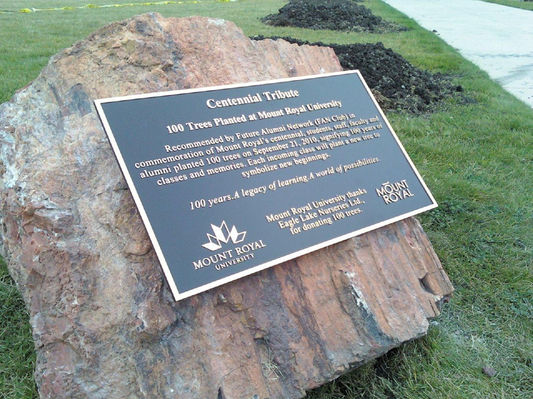 Centennial Tribute
100 Trees Planted at Mount Royal University
Recommended by Future Alumni Network (FAN Club) in
commemoration of Mount Royal's centennial, students, staff, faculty and
alumni planted 100 trees on September 21, 2010, signifying 100 years of
classes and memories. Each incoming class will plant a new tree to
symbolize new beginnings.
100 years. A legacy of learning. A world of possibilities.
MOUNT ROYAL
UNIVERSITY
Mount Royal University thanks
Eagle Lake Nurseries Ltd.,
for donating 100 trees.
MOUNT
ROYAL